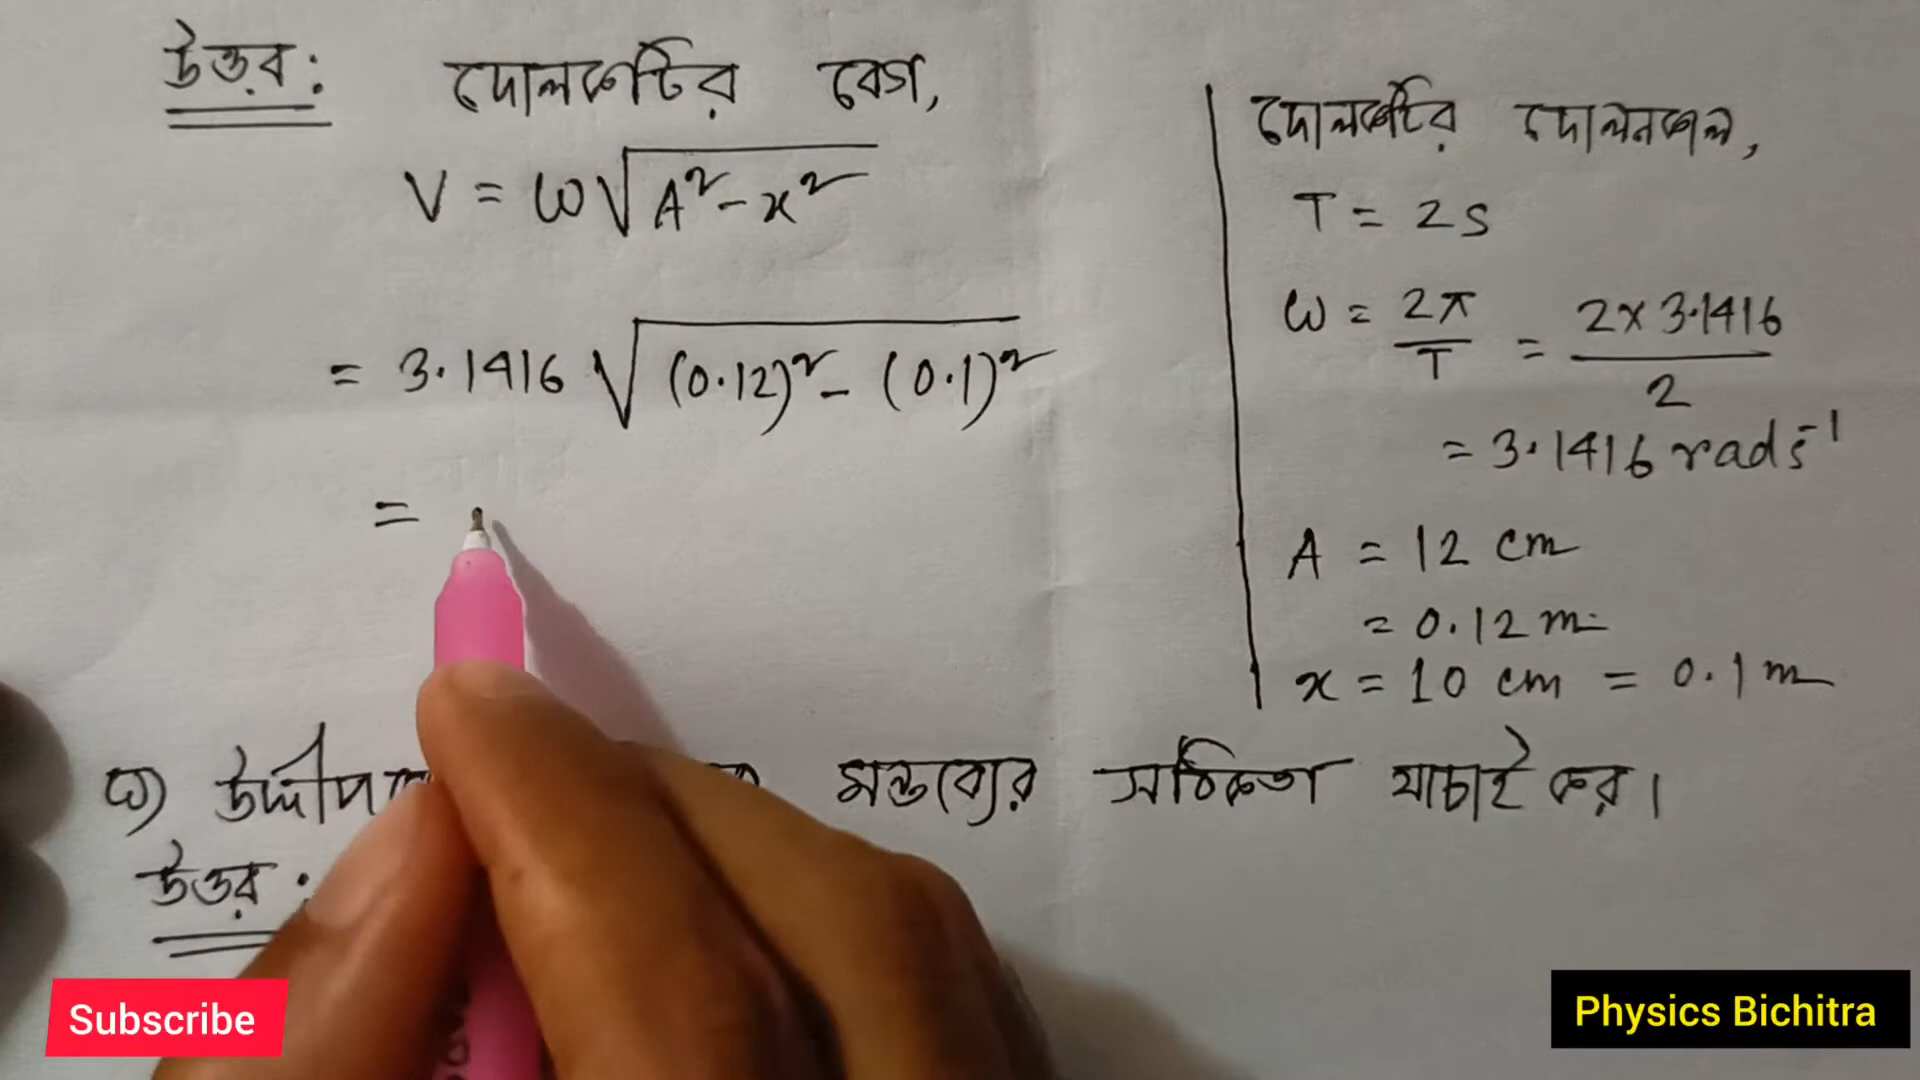 উত্তর: দোলকটির বেগ,
V = ω√(A² - x²)
= 3.1416 √((0.12)² - (0.1)²)
=
দোলকটির দোলনকাল,
T = 2s
ω = 2π/T = 2×3.1416/2
= 3.1416 rad s⁻¹
A = 12 cm
= 0.12 m
x = 10 cm = 0.1 m
ঘ) মন্তব্যের সঠিকতা যাচাই কর।
উত্তর:
Subscribe
Physics Bichitra